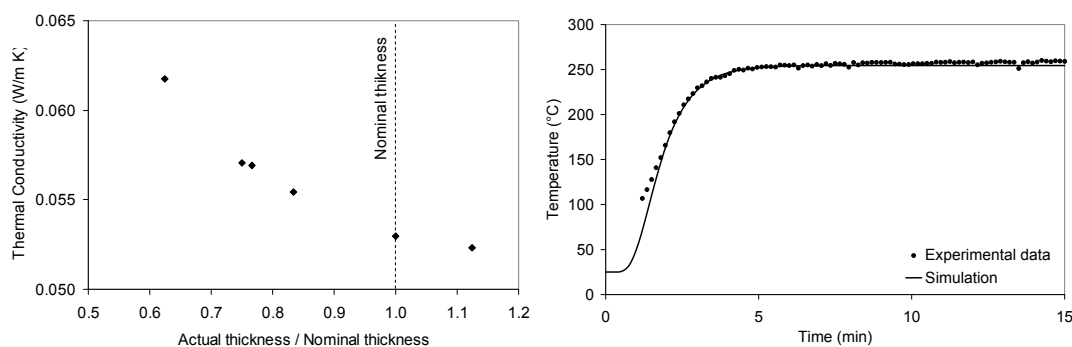 0.065
0.060
0.055
0.050
Thermal Conductivity (W/m K)
Nominal thikness
0.5 0.6 0.7 0.8 0.9 1.0 1.1 1.2
Actual thickness / Nominal thickness
300
250
200
150
100
50
0
Temperature (°C)
Experimental data
Simulation
0 5 10 15
Time (min)